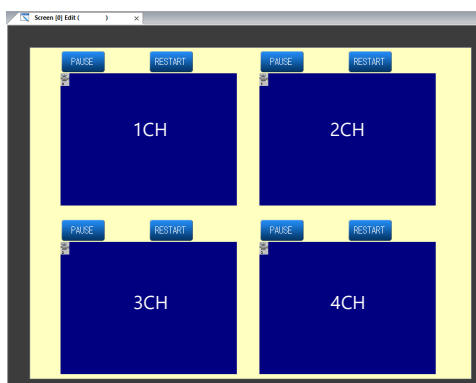 Screen [0] Edit (          )
PAUSE RESTART PAUSE RESTART
1CH 2CH
PAUSE RESTART PAUSE RESTART
3CH 4CH